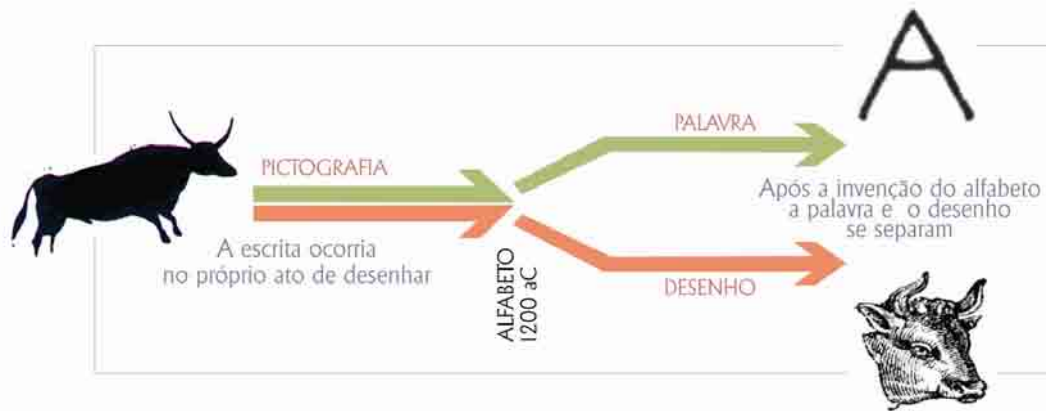 PICTOGRAFIA
A escrita ocorria
no próprio ato de desenhar
ALFABETO
1200 aC
PALAVRA
A
Após a invenção do alfabeto
a palavra e o desenho
se separam
DESENHO